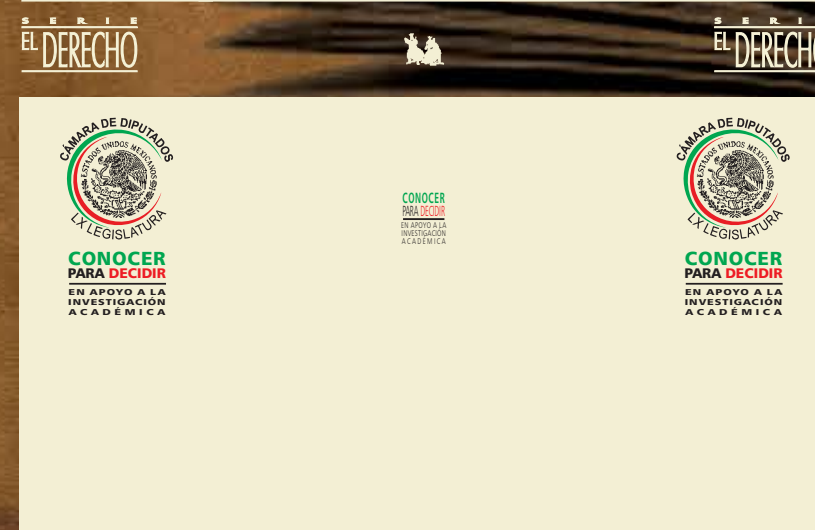 SERIE
EL DERECHO
SERI
EL DERECHO
CÁMARA DE DIPUTADOS
ESTADOS UNIDOS MEXICANOS
LX LEGISLATURA
CONOCER
PARA DECIDIR
EN APOYO A LA
INVESTIGACIÓN
ACADÉMICA
CONOCER
PARA DECIDIR
EN APOYO A LA
INVESTIGACIÓN
ACADÉMICA
CÁMARA DE DIPUTADOS
ESTADOS UNIDOS MEXICANOS
LX LEGISLATURA
CONOCER
PARA DECIDIR
EN APOYO A LA
INVESTIGACIÓN
ACADÉMICA